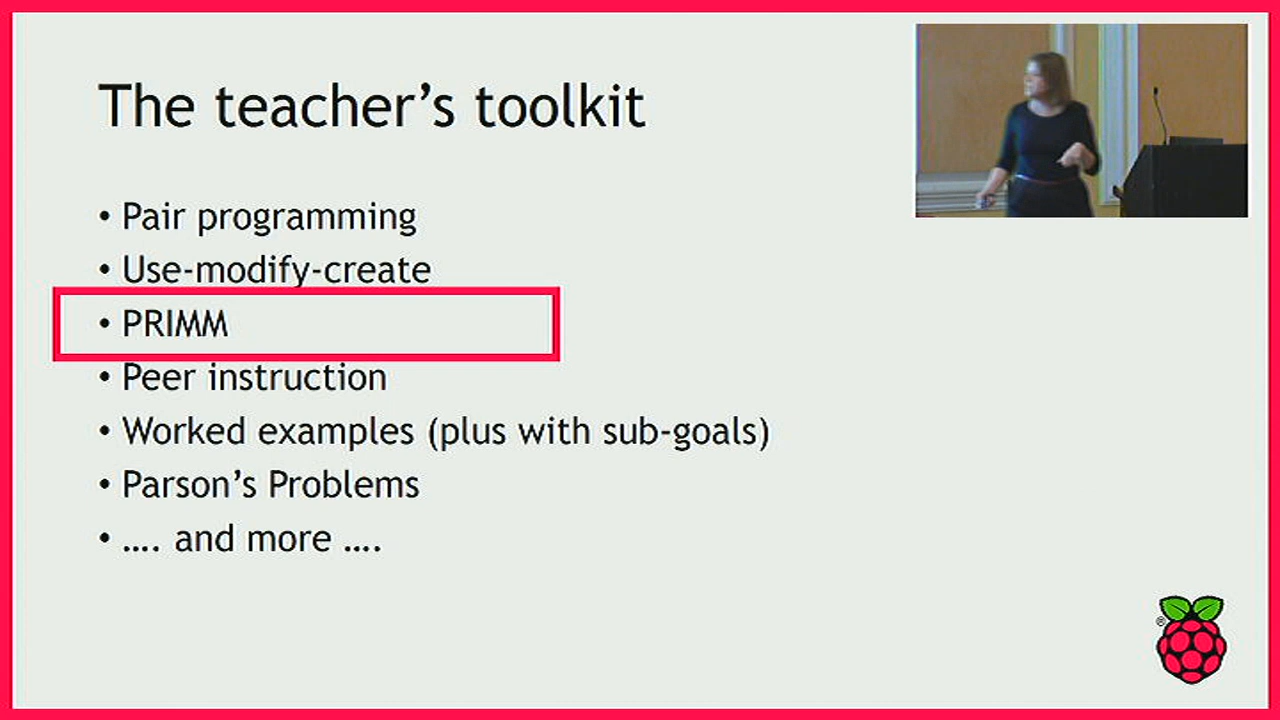 The teacher's toolkit
• Pair programming
• Use-modify-create
• PRIMM
• Peer instruction
• Worked examples (plus with sub-goals)
• Parson's Problems
• …. and more ….
®